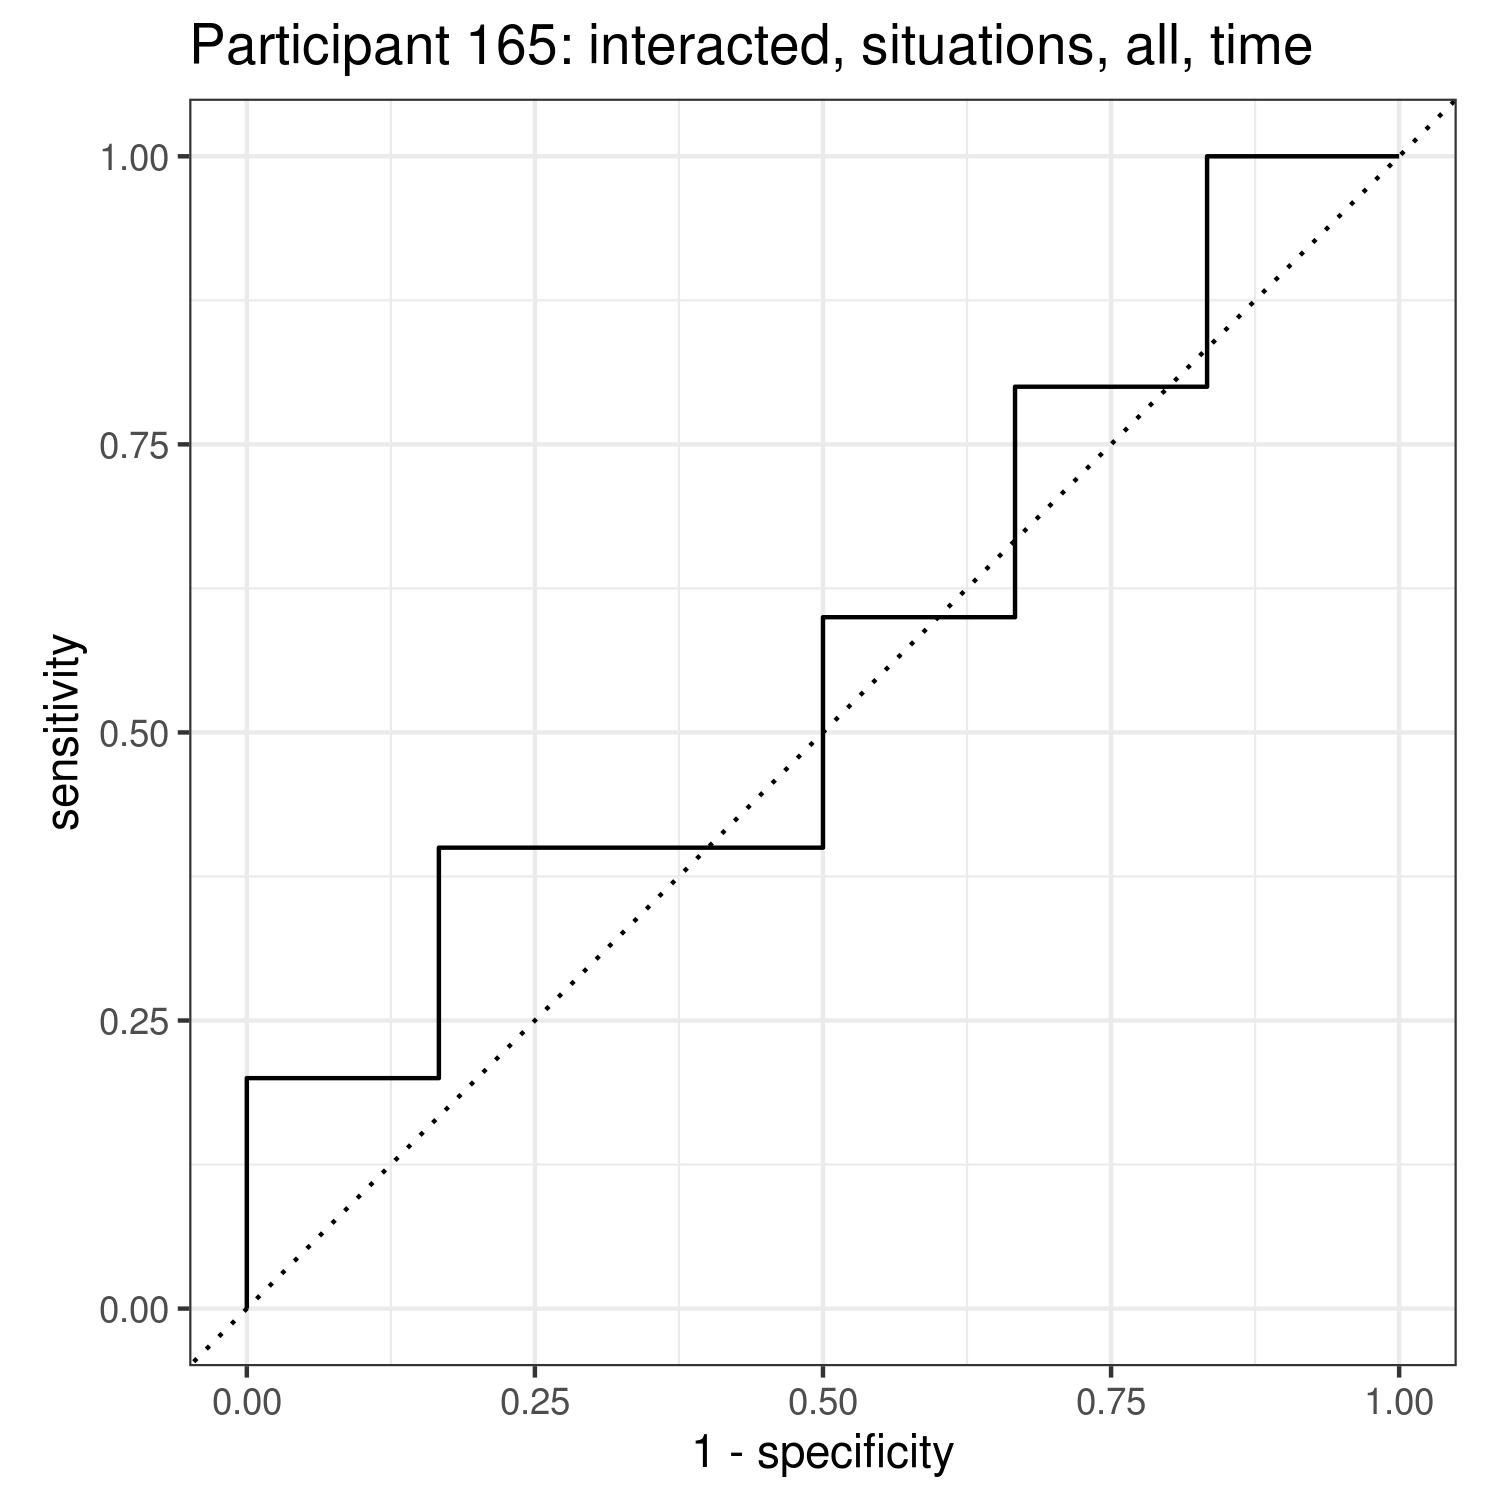 Participant 165: interacted, situations, all, time
1.00
0.75
0.50
0.25
0.00
sensitivity
0.00 0.25 0.50 0.75 1.00
1 - specificity